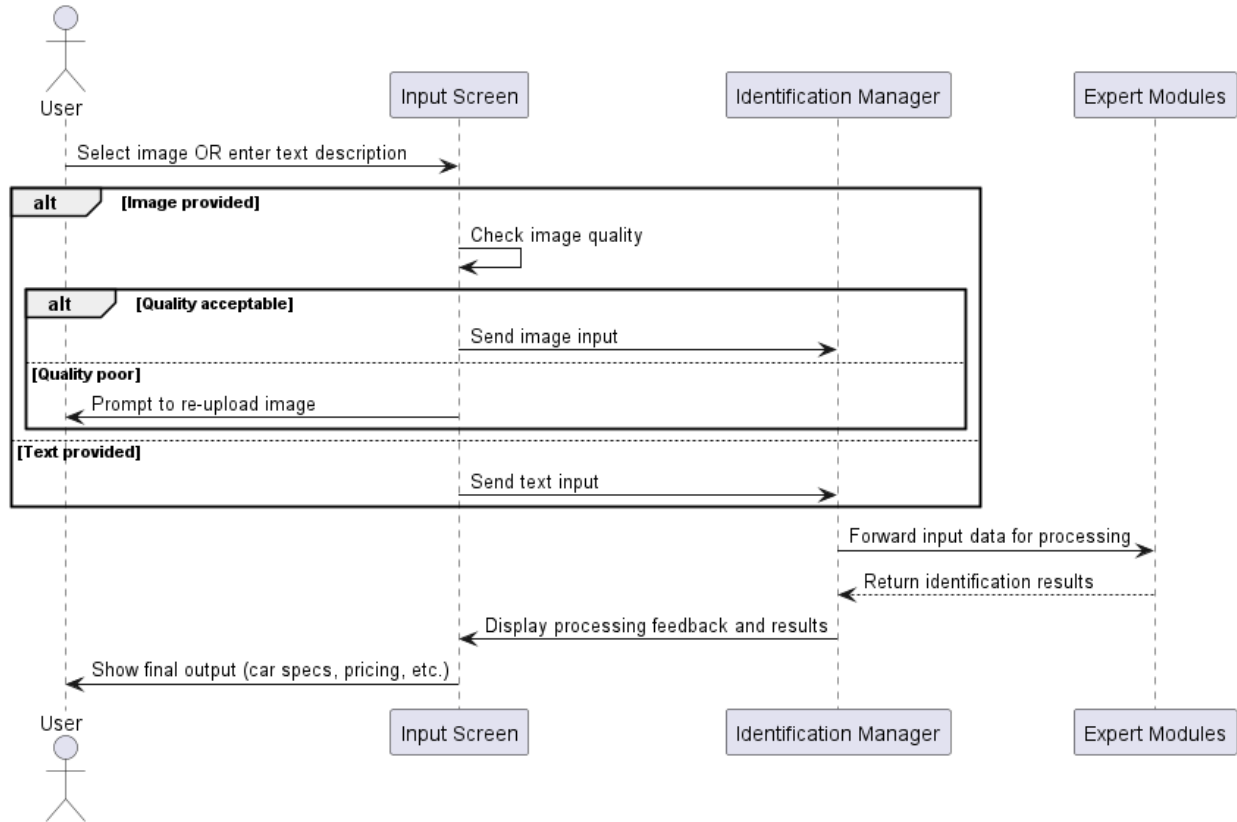 User
Input Screen
Identification Manager
Expert Modules
Select image OR enter text description
alt
[Image provided]
Check image quality
alt
[Quality acceptable]
Send image input
[Quality poor]
Prompt to re-upload image
[Text provided]
Send text input
Forward input data for processing
Return identification results
Display processing feedback and results
Show final output (car specs, pricing, etc.)
User
Input Screen
Identification Manager
Expert Modules